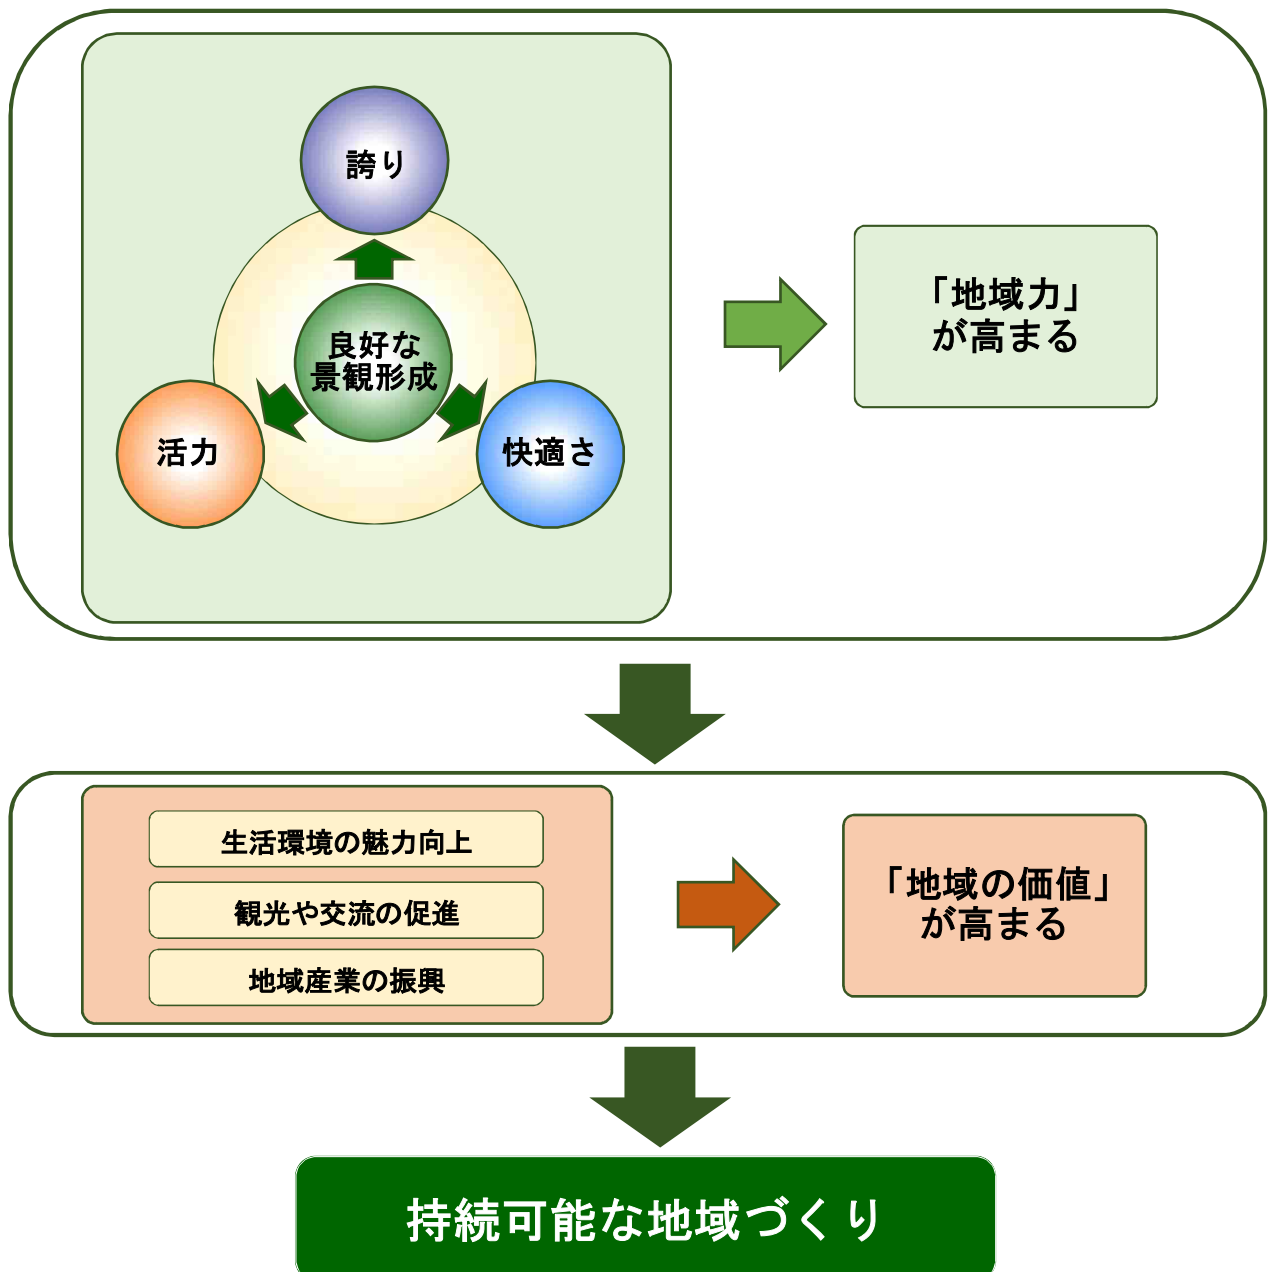 誇り
良好な
景観形成
活力
快適さ
「地域力」
が高まる
生活環境の魅力向上
観光や交流の促進
地域産業の振興
「地域の価値」
が高まる
持続可能な地域づくり